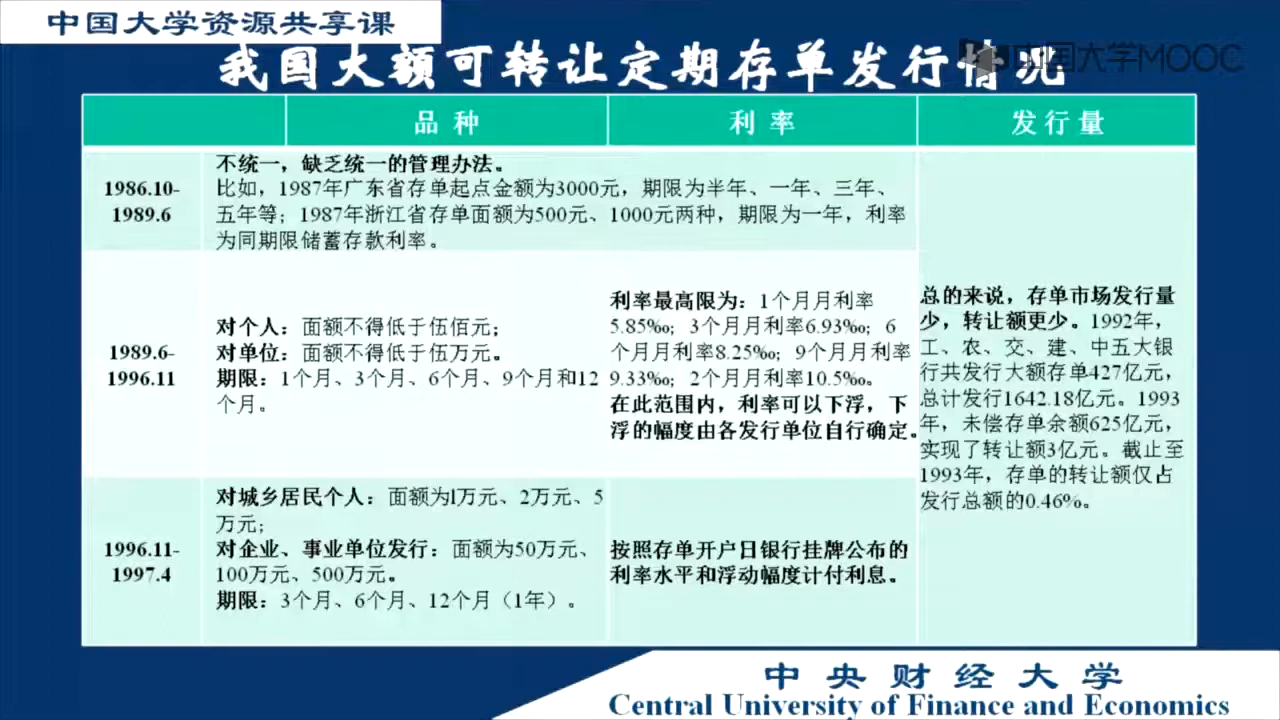 中国大学资源共享课
我国大额可转让定期存单发行情况
中国大学MOOC
品 种
利 率
发 行 量
1986.10-
1989.6
不统一，缺乏统一的管理办法。
比如，1987年广东省存单起点金额为3000元，期限为半年、一年、三年、
五年等；1987年浙江省存单面额为500元、1000元两种，期限为一年，利率
为同期限储蓄存款利率。
1989.6-
1996.11
对个人：面额不得低于伍佰元；
对单位：面额不得低于伍万元。
期限：1个月、3个月、6个月、9个月和12
个月。
利率最高限为：1个月月利率
5.85‰；3个月月利率6.93‰；6
个月月利率8.25‰；9个月月利率
9.33‰；2个月月利率10.5‰。
在此范围内，利率可以下浮，下
浮的幅度由各发行单位自行确定。
总的来说，存单市场发行量
少，转让额更少。1992年，
工、农、交、建、中五大银
行共发行大额存单427亿元，
总计发行1642.18亿元。1993
年，未偿存单余额625亿元，
实现了转让额3亿元。截止至
1993年，存单的转让额仅占
发行总额的0.46%。
1996.11-
1997.4
对城乡居民个人：面额为1万元、2万元、5
万元；
对企业、事业单位发行：面额为50万元、
100万元、500万元。
期限：3个月、6个月、12个月（1年）。
按照存单开户日银行挂牌公布的
利率水平和浮动幅度计付利息。
中 央 财 经 大 学
Central University of Finance and Economics